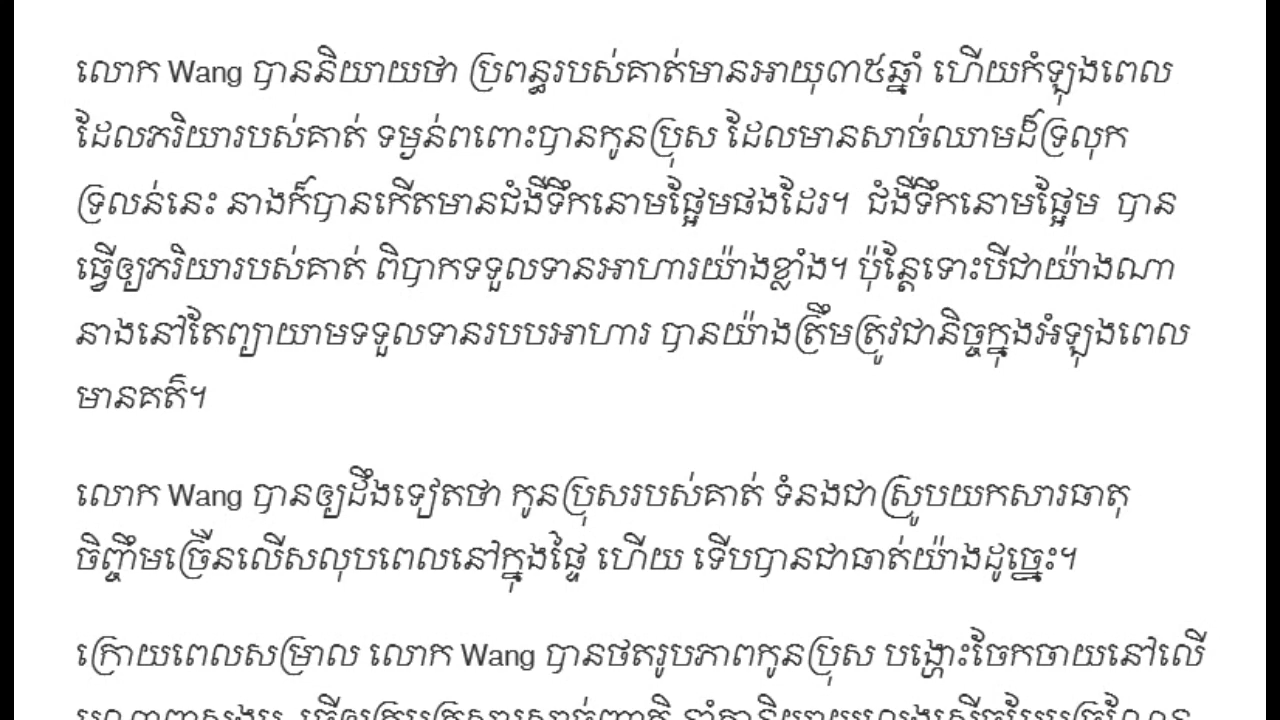 លោក Wang បាននិយាយថា ប្រពន្ធរបស់គាត់មានអាយុ៣៥ឆ្នាំ ហើយកំឡុងពេល
ដែលភរិយារបស់គាត់ ទម្ងន់ពពោះបានកូនប្រុស ដែលមានសាច់ឈាមដ៏ទ្រលុក
ទ្រលន់នេះ នាងក៏បានកើតមានជំងឺទឹកនោមផ្អែមផងដែរ។ ជំងឺទឹកនោមផ្អែម បាន
ធ្វើឲ្យភរិយារបស់គាត់ ពិបាកទទួលទានអាហារយ៉ាងខ្លាំង។ ប៉ុន្តែទោះបីជាយ៉ាងណា
នាងនៅតែព្យាយាមទទួលទានរបបអាហារ បានយ៉ាងត្រឹមត្រូវជានិច្ចក្នុងអំឡុងពេល
មានគភ៌។
លោក Wang បានឲ្យដឹងទៀតថា កូនប្រុសរបស់គាត់ ទំនងជាស្រូបយកសារធាតុ
ចិញ្ចឹមច្រើនលើសលុបពេលនៅក្នុងផ្ទៃ ហើយ ទើបបានជាធាត់យ៉ាងដូច្នេះ។
ក្រោយពេលសម្រាល លោក Wang បានថតរូបភាពកូនប្រុស បង្ហោះចែកចាយនៅលើ